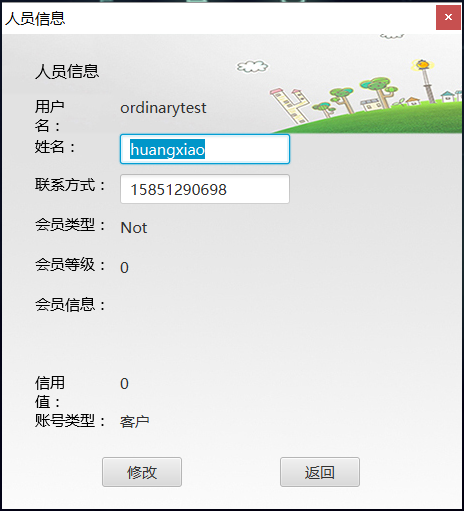 人员信息
人员信息
用户名： ordinarytest
姓名： huangxiao
联系方式： 15851290698
会员类型： Not
会员等级： 0
会员信息：
信用值： 0
账号类型： 客户
修改 返回